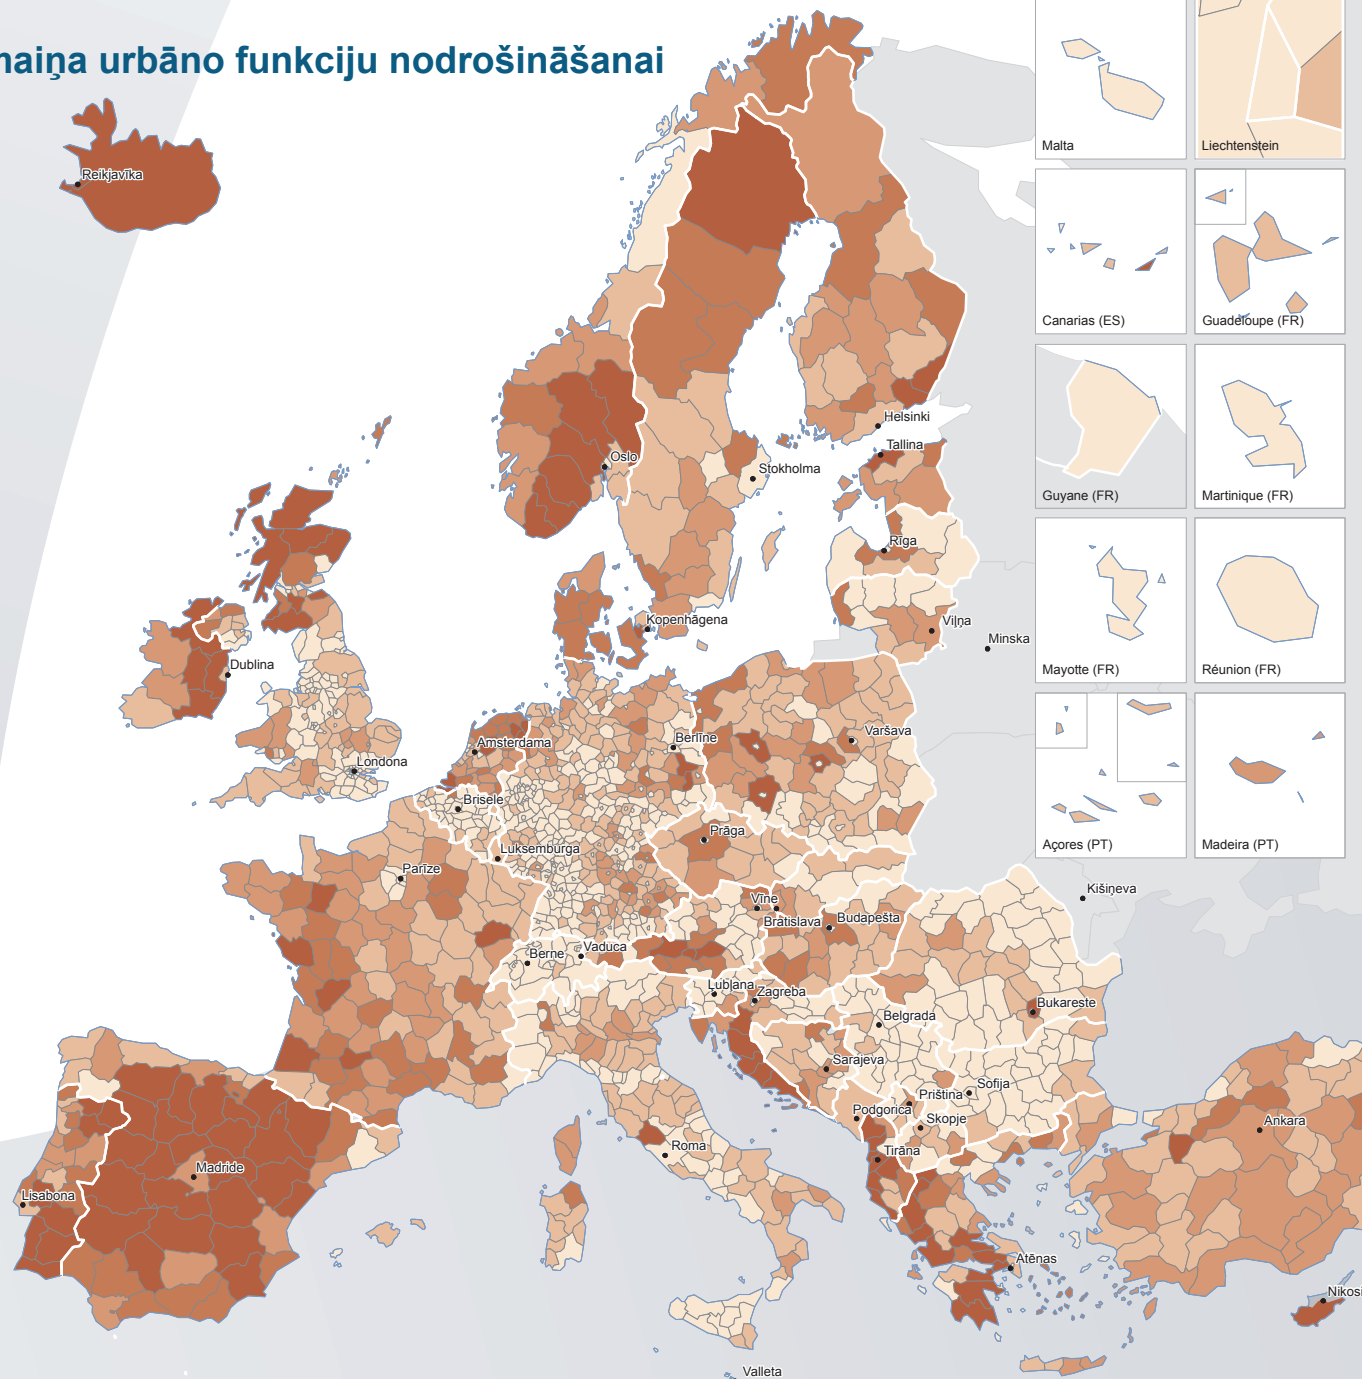 urbāno funkciju nodrošināšanai
Malta
Liechtenstein
Reikjavīka
Canarias (ES)
Guadeloupe (FR)
Helsinki
Tallina
Oslo
Stokholma
Guyane (FR)
Martinique (FR)
Rīga
Kopenhāgena
Viļņa
Minska
Dublina
Mayotte (FR)
Réunion (FR)
Amsterdama
Berlīne
Varšava
Londona
Brisele
Prāga
Luksemburga
Parīze
Açores (PT)
Madeira (PT)
Kišiņeva
Vīne
Bratislava
Budapešta
Berne
Vaduca
Ļubļana
Zagreba
Bukareste
Belgrada
Sarajeva
Priština
Sofija
Podgorica
Skopje
Ankara
Roma
Tirāna
Madride
Lisabona
Atēnas
Valleta